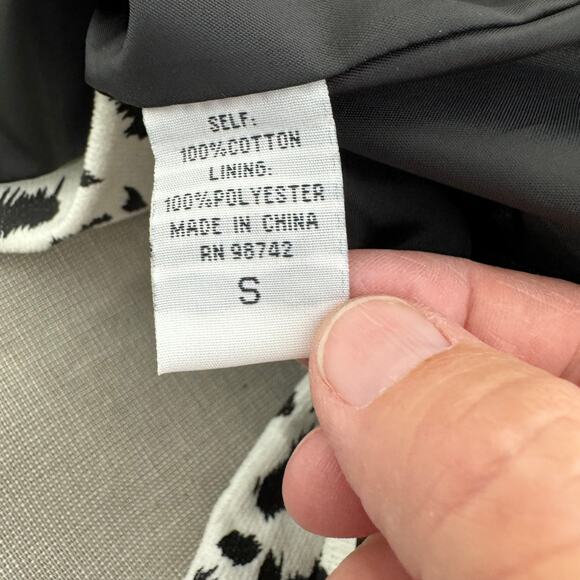 SELF:
100%COTTON
LINING:
100%POLYESTER
MADE IN CHINA
RN 98742
S